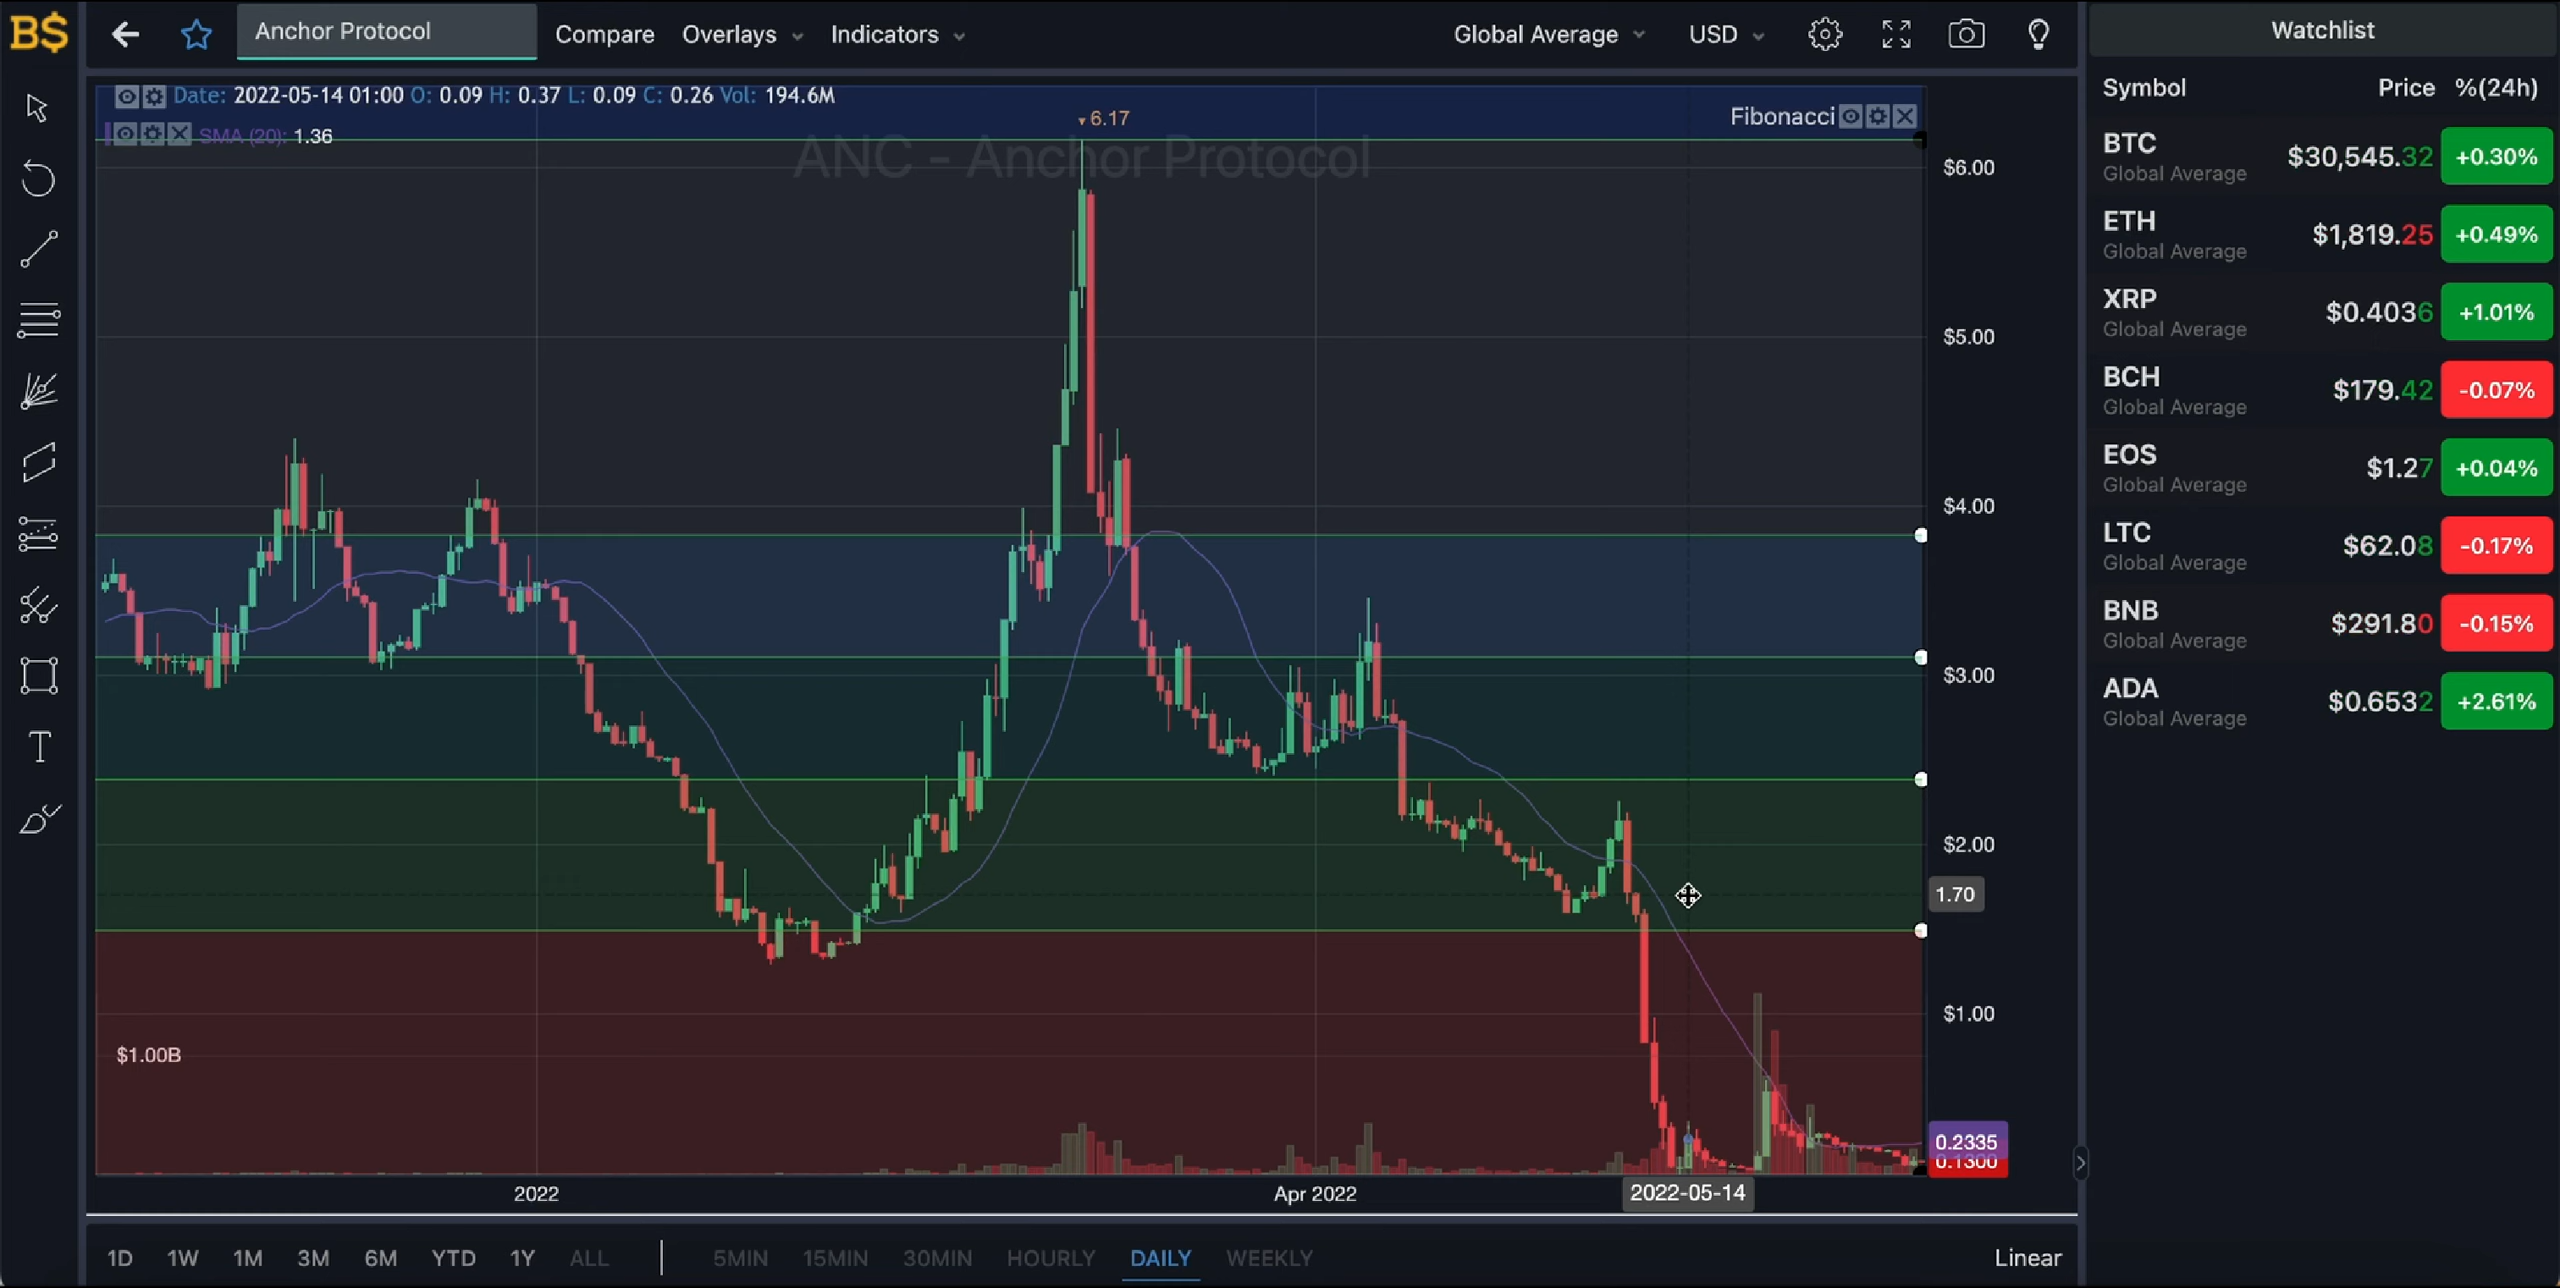 B$
Anchor Protocol Compare Overlays Indicators Global Average USD
Date: 2022-05-14 01:00 O: 0.09 H: 0.37 L: 0.09 C: 0.26 Vol: 194.6M
6.17
Fibonacci
SMA (20): 1.36
ANC - Anchor Protocol
$6.00
$5.00
$4.00
$3.00
$2.00
1.70
$1.00
$1.00B
0.2335
0.1300
2022 Apr 2022 2022-05-14
1D 1W 1M 3M 6M YTD 1Y ALL 5MIN 15MIN 30MIN HOURLY DAILY WEEKLY Linear
Watchlist
Symbol Price %(24h)
BTC $30,545.32 +0.30%
Global Average
ETH $1,819.25 +0.49%
Global Average
XRP $0.4036 +1.01%
Global Average
BCH $179.42 -0.07%
Global Average
EOS $1.27 +0.04%
Global Average
LTC $62.08 -0.17%
Global Average
BNB $291.80 -0.15%
Global Average
ADA $0.6532 +2.61%
Global Average